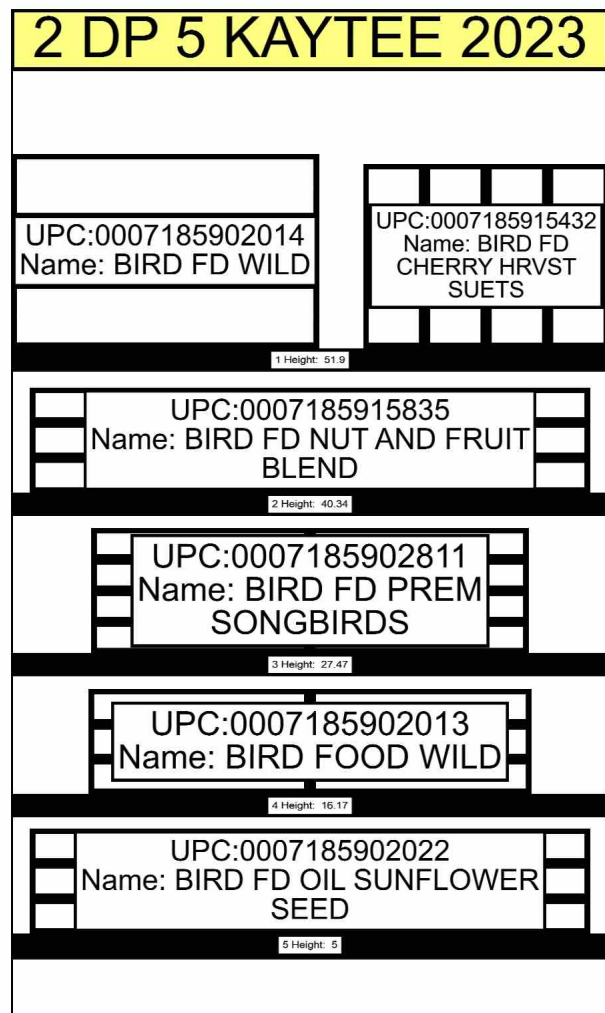 2 DP 5 KAYTEE 2023
UPC:0007185902014
Name: BIRD FD WILD
UPC:0007185915432
Name: BIRD FD
CHERRY HRVST
SUETS
1 Height: 51.9
UPC:0007185915835
Name: BIRD FD NUT AND FRUIT
BLEND
2 Height: 40.34
UPC:0007185902811
Name: BIRD FD PREM
SONGBIRDS
3 Height: 27.47
UPC:0007185902013
Name: BIRD FOOD WILD
4 Height: 16.17
UPC:0007185902022
Name: BIRD FD OIL SUNFLOWER
SEED
5 Height: 5